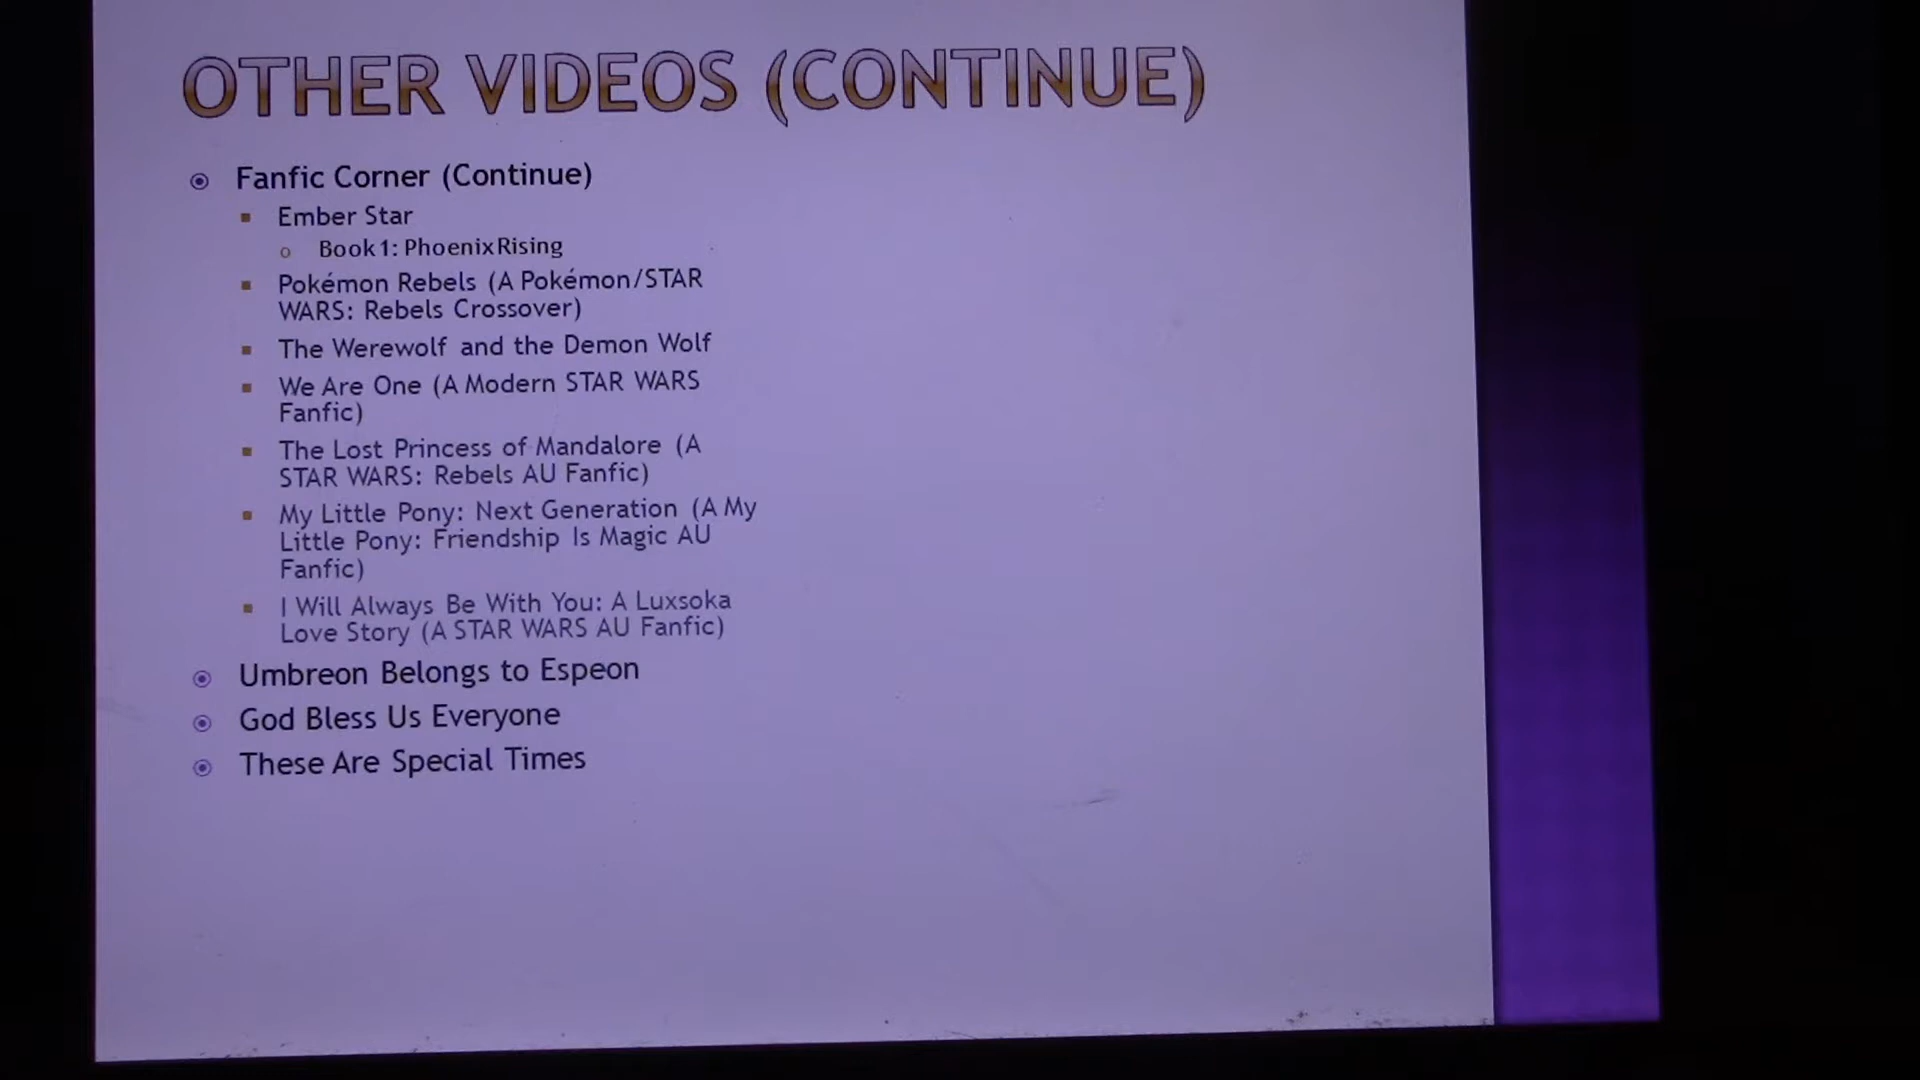 OTHER VIDEOS (CONTINUE)
Fanfic Corner (Continue)
Ember Star
Book 1: Phoenix Rising
Pokémon Rebels (A Pokémon/STAR
WARS: Rebels Crossover)
The Werewolf and the Demon Wolf
We Are One (A Modern STAR WARS
Fanfic)
The Lost Princess of Mandalore (A
STAR WARS: Rebels AU Fanfic)
My Little Pony: Next Generation (A My
Little Pony: Friendship Is Magic AU
Fanfic)
I Will Always Be With You: A Luxsoka
Love Story (A STAR WARS AU Fanfic)
Umbreon Belongs to Espeon
God Bless Us Everyone
These Are Special Times